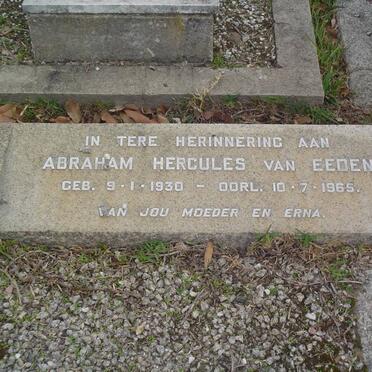 IN TERE HERINNERING AAN
ABRAHAM HERCULES VAN EEDEN
GEB. 9-1-1930 - OORL. 10-7-1965.
VAN JOU MOEDER EN ERNA.